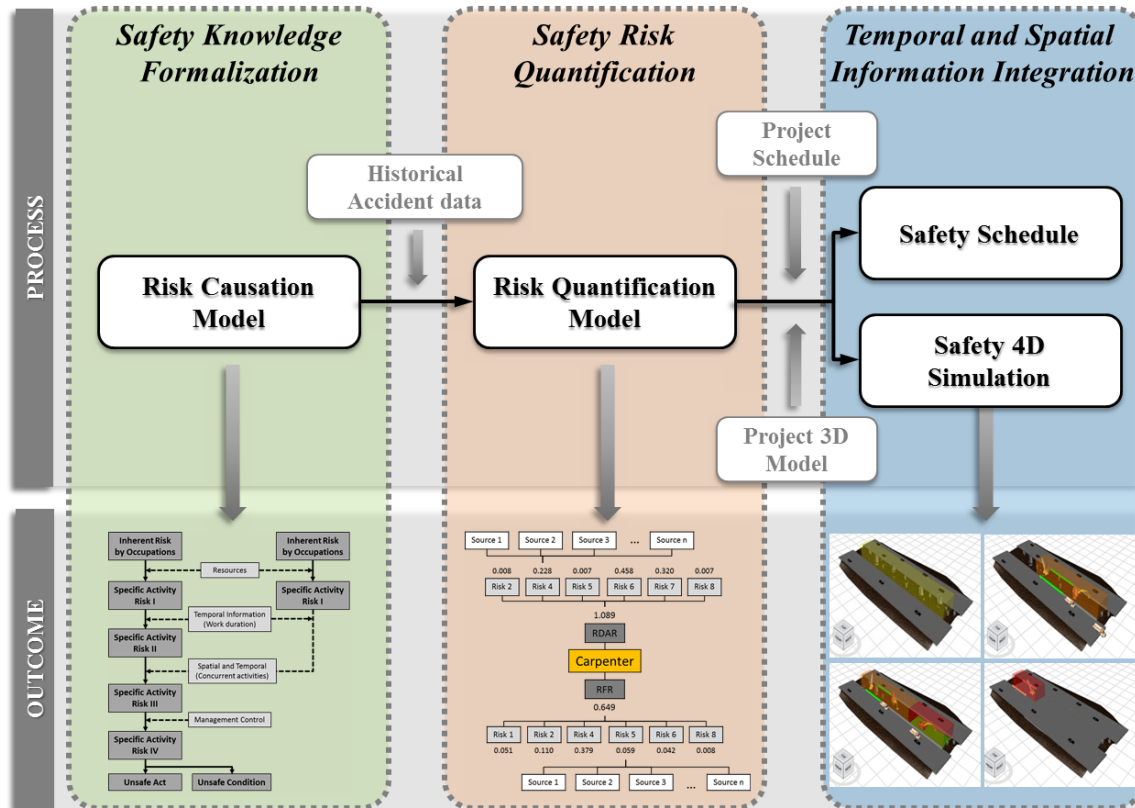 Safety Knowledge
Formalization
Safety Risk
Quantification
Temporal and Spatial
Information Integration
PROCESS
Historical
Accident data
Project
Schedule
Risk Causation
Model
Risk Quantification
Model
Safety Schedule
Safety 4D
Simulation
Project 3D
Model
OUTCOME
Inherent Risk
by Occupations
Inherent Risk
by Occupations
Resources
Specific Activity
Risk I
Specific Activity
Risk I
Temporal Information
(Work duration)
Specific Activity
Risk II
Spatial and Temporal
(Concurrent activities)
Specific Activity
Risk III
Management Control
Specific Activity
Risk IV
Unsafe Act
Unsafe Condition
Source 1 Source 2 Source 3 ... Source n
0.008 0.228 0.007 0.458 0.320 0.007
Risk 2 Risk 4 Risk 5 Risk 6 Risk 7 Risk 8
1.089
RDAR
Carpenter
RFR
0.649
Risk 1 Risk 2 Risk 4 Risk 5 Risk 6 Risk 8
0.051 0.110 0.379 0.059 0.042 0.008
Source 1 Source 2 Source 3 ... Source n